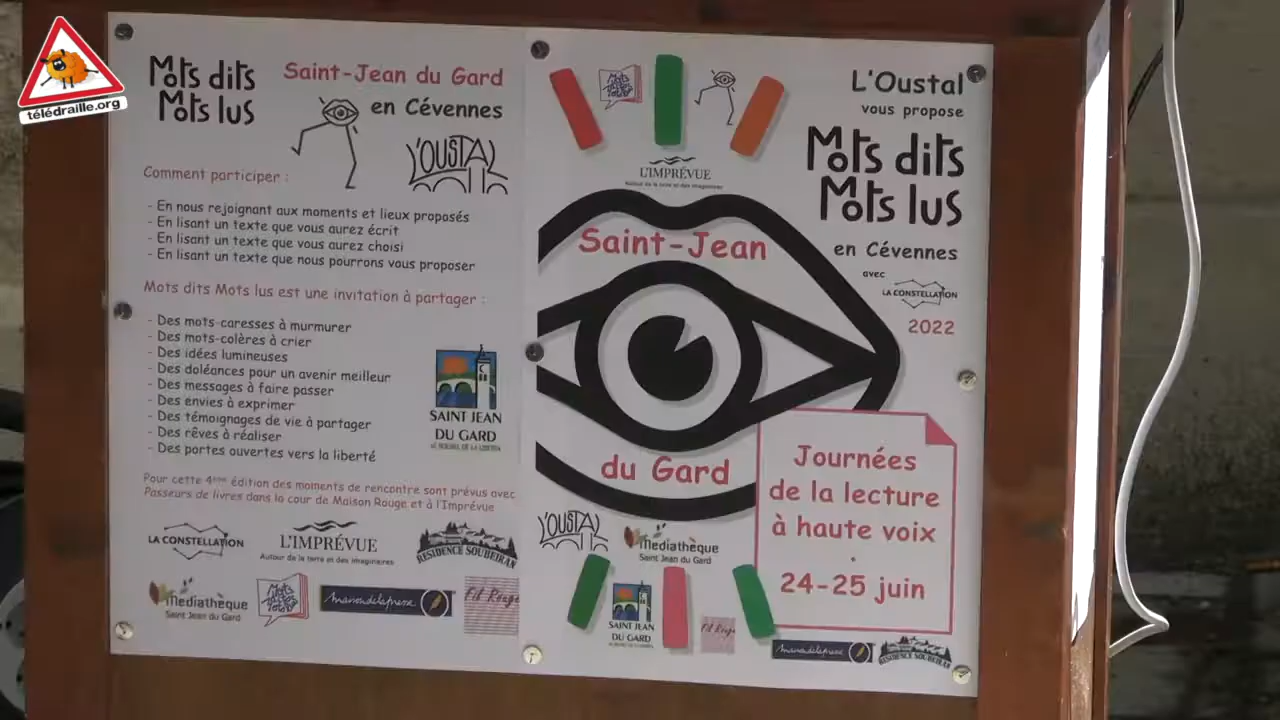 télédraille.org
Mots dits
Mots lus
Saint-Jean du Gard
en Cévennes
L'OUSTAL
Comment participer :
- En nous rejoignant aux moments et lieux proposés
- En lisant un texte que vous aurez écrit
- En lisant un texte que vous aurez choisi
- En lisant un texte que nous pourrons vous proposer
Mots dits Mots lus est une invitation à partager :
- Des mots-caresses à murmurer
- Des mots-colères à crier
- Des idées lumineuses
- Des doléances pour un avenir meilleur
- Des messages à faire passer
- Des envies à exprimer
- Des témoignages de vie à partager
- Des rêves à réaliser
- Des portes ouvertes vers la liberté
SAINT JEAN
DU GARD
Pour cette 4ème édition des moments de rencontre sont prévus avec
Passeurs de livres dans la cour de Maison Rouge et à l'Imprévue
LA CONSTELLATION
L'IMPRÉVUE
Autour de la terre et des imaginaires
RESIDENCE SOUBEIRAN
Mediathèque
Saint Jean du Gard
maisondelapresse
Fil Rouge
L'Oustal
vous propose
Mots dits
Mots lus
en Cévennes
avec
LA CONSTELLATION
2022
L'IMPRÉVUE
Autour de la terre et des imaginaires
Saint-Jean
du Gard
Journées
de la lecture
à haute voix
24-25 juin
L'OUSTAL
Mediathèque
Saint Jean du Gard
SAINT JEAN
DU GARD
Fil Rouge
maisondelapresse
RESIDENCE SOUBEIRAN